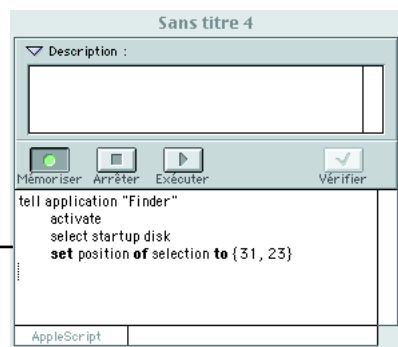 Sans titre 4
Description :
Mémoriser Arrêter Exécuter Vérifier
tell application "Finder"
activate
select startup disk
set position of selection to {31, 23}
AppleScript